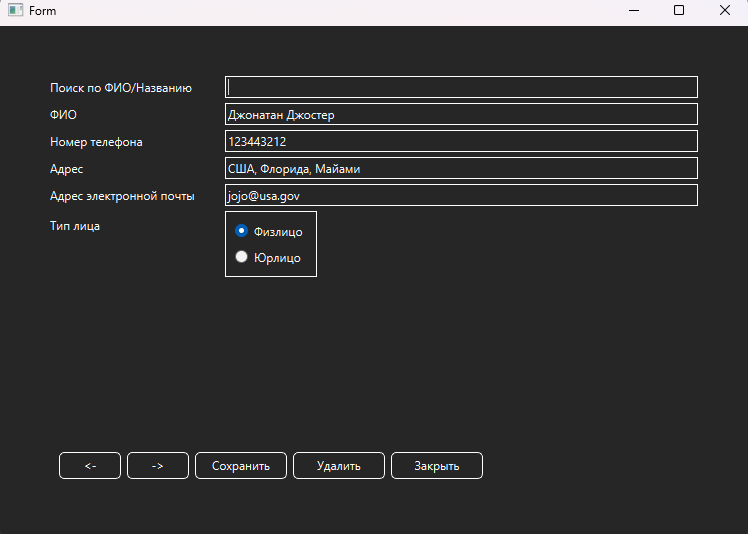 Form
Поиск по ФИО/Названию
ФИО Джонатан Джостер
Номер телефона 123443212
Адрес США, Флорида, Майами
Адрес электронной почты jojo@usa.gov
Тип лица Физлицо
Юрлицо
<- -> Сохранить Удалить Закрыть